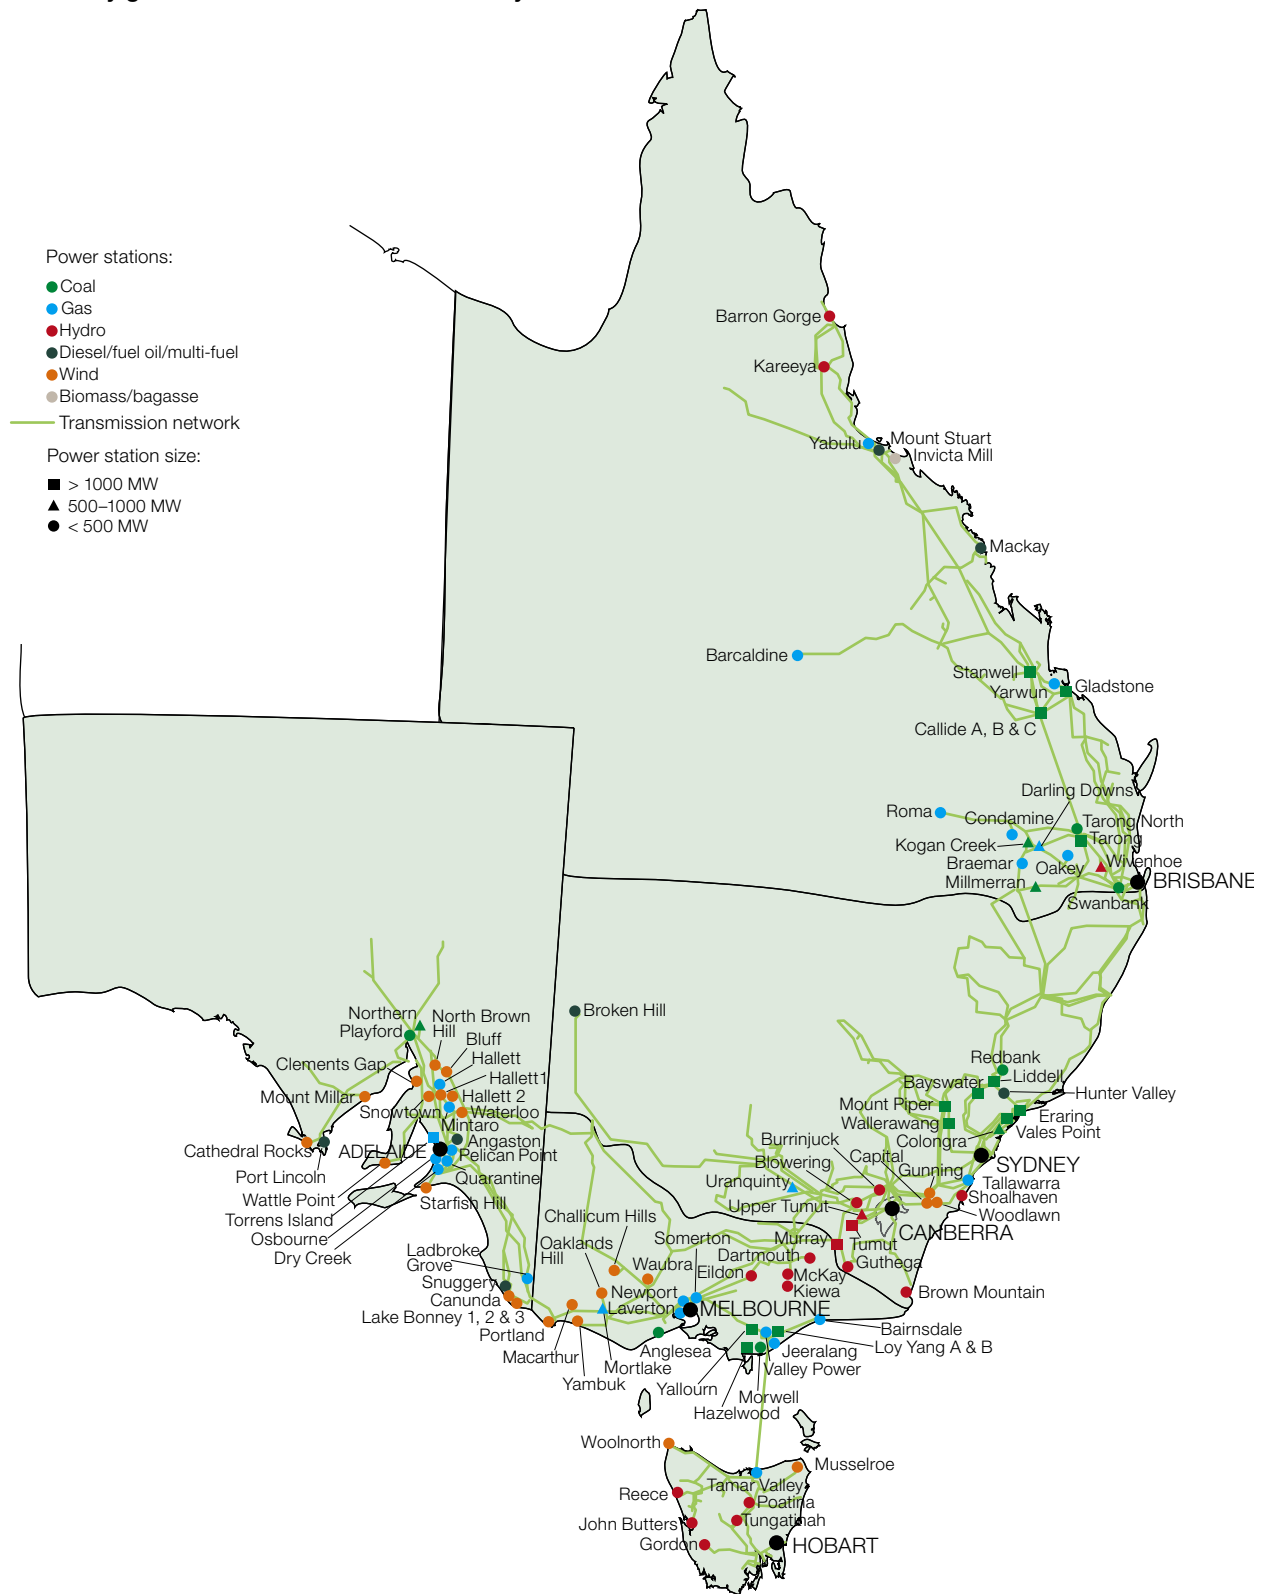 Power stations:
Coal
Gas
Hydro
Diesel/fuel oil/multi-fuel
Wind
Biomass/bagasse
Transmission network
Power station size:
> 1000 MW
500–1000 MW
< 500 MW
Barron Gorge
Kareeya
Yabulu
Mount Stuart
Invicta Mill
Mackay
Barcaldine
Stanwell
Yarwun
Gladstone
Callide A, B & C
Darling Downs
Roma
Condamine
Tarong North
Tarong
Kogan Creek
Braemar
Oakey
Wivenhoe
Millmerran
BRISBANE
Swanbank
Northern
Playford
North Brown
Hill
Bluff
Hallett
Clements Gap
Hallett1
Mount Millar
Hallett 2
Snowtown
Waterloo
Mintaro
Cathedral Rocks
ADELAIDE
Angaston
Pelican Point
Port Lincoln
Quarantine
Wattle Point
Starfish Hill
Torrens Island
Osbourne
Dry Creek
Broken Hill
Redbank
Bayswater
Liddell
Hunter Valley
Mount Piper
Wallerawang
Eraring
Colongra
Vales Point
Burrinjuck
Capital
SYDNEY
Blowering
Gunning
Uranquinty
Tallawarra
Shoalhaven
Upper Tumut
Woodlawn
CANBERRA
Murray
Tumut
Guthega
Brown Mountain
Challicum Hills
Oaklands
Hill
Somerton
Dartmouth
Waubra
Eildon
McKay
Kiewa
Newport
Laverton
MELBOURNE
Ladbroke
Grove
Snuggery
Canunda
Lake Bonney 1, 2 & 3
Portland
Macarthur
Mortlake
Yambuk
Anglesea
Bairnsdale
Loy Yang A & B
Jeeralang
Valley Power
Yallourn
Morwell
Hazelwood
Woolnorth
Musselroe
Tamar Valley
Reece
Poatina
John Butters
Tungatinah
Gordon
HOBART